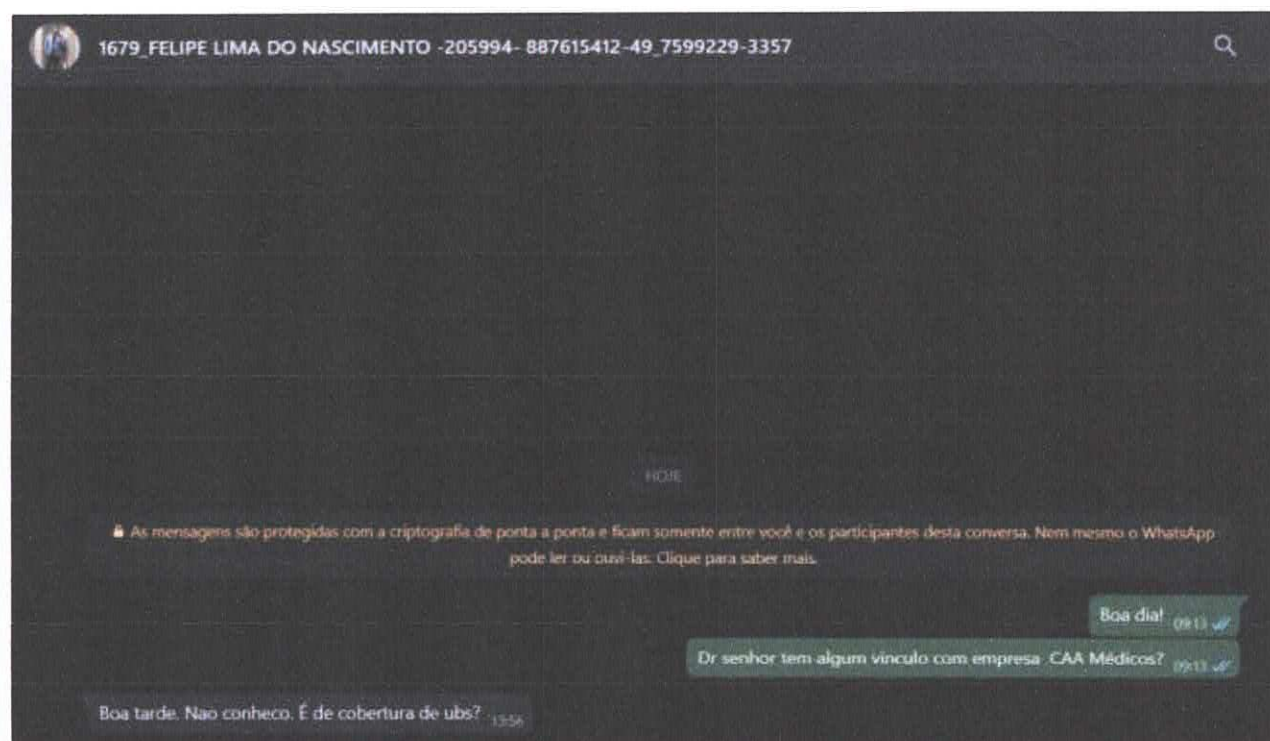 1679_FELIPE LIMA DO NASCIMENTO -205994- 887615412-49_7599229-3357
HOJE
As mensagens são protegidas com a criptografia de ponta a ponta e ficam somente entre você e os participantes desta conversa. Nem mesmo o WhatsApp
pode ler ou ouvi-las. Clique para saber mais.
Boa dia! 09:13
Dr senhor tem algum vinculo com empresa CAA Médicos? 09:13
Boa tarde. Nao conheco. É de cobertura de ubs? 13:56